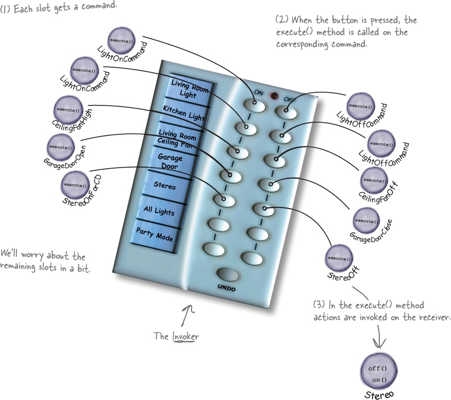 (1) Each slot gets a command.
(2) When the button is pressed, the
execute() method is called on the
corresponding command.
execute()
LightOnCommand
execute()
LightOnCommand
execute()
CeilingFanHigh
execute()
GarageDoorOpen
execute()
StereoOnForCD
ON
OFF
Living Room
Light
Kitchen Light
Living Room
Ceiling Fan
Garage
Door
Stereo
All Lights
Party Mode
UNDO
execute()
LightOffCommand
execute()
LightOffCommand
execute()
CeilingFanOff
execute()
GarageDoorClose
execute()
StereoOff
We'll worry about the
remaining slots in a bit.
The Invoker
(3) In the execute() method
actions are invoked on the receiver.
off()
on()
Stereo